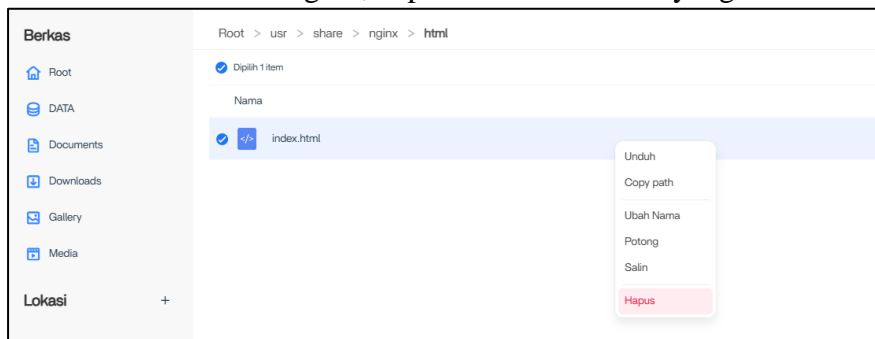 Berkas
Root > usr > share > nginx > html
Root
Dipilih 1 item
DATA
Nama
Documents
</> index.html
Downloads
Gallery
Media
Lokasi +
Unduh
Copy path
Ubah Nama
Potong
Salin
Hapus